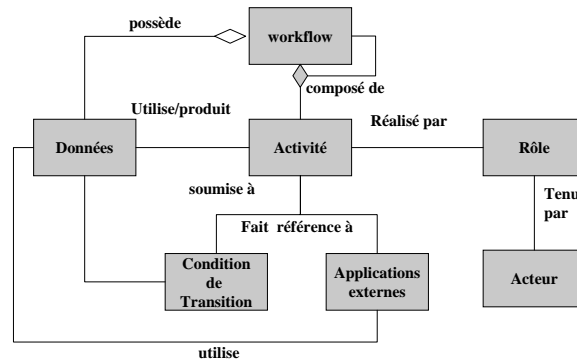 possède
workflow
composé de
Utilise/produit
Réalisé par
Données
Activité
Rôle
soumise à
Tenu
par
Fait référence à
Condition
de
Transition
Applications
externes
Acteur
utilise